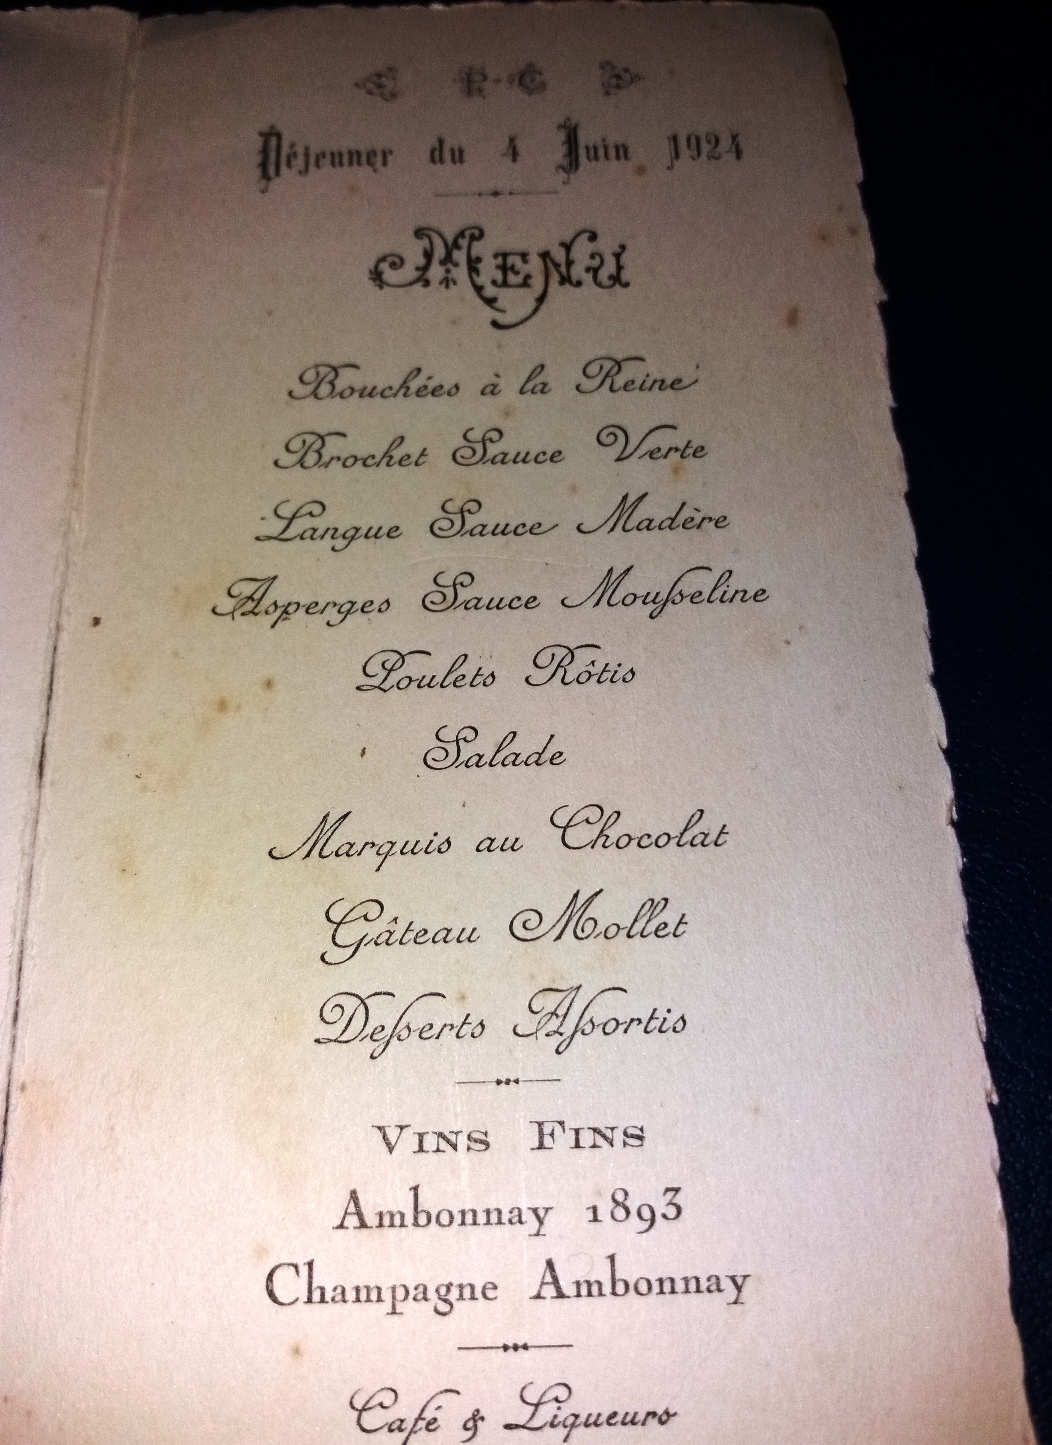 P·C
Déjeuner du 4 Juin 1924
MENU
Bouchées à la Reine
Brochet Sauce Verte
Langue Sauce Madère
Asperges Sauce Mousseline
Poulets Rôtis
Salade
Marquis au Chocolat
Gâteau Mollet
Desserts Assortis
VINS FINS
Ambonnay 1893
Champagne Ambonnay
Café & Liqueurs